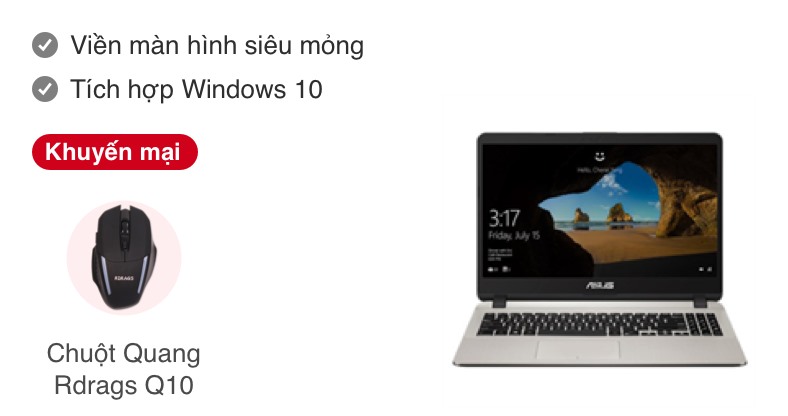 Viền màn hình siêu mỏng
Tích hợp Windows 10
Khuyến mại
RDRAGS
Chuột Quang
Rdrags Q10
3:17
Friday, July 15
ASUS